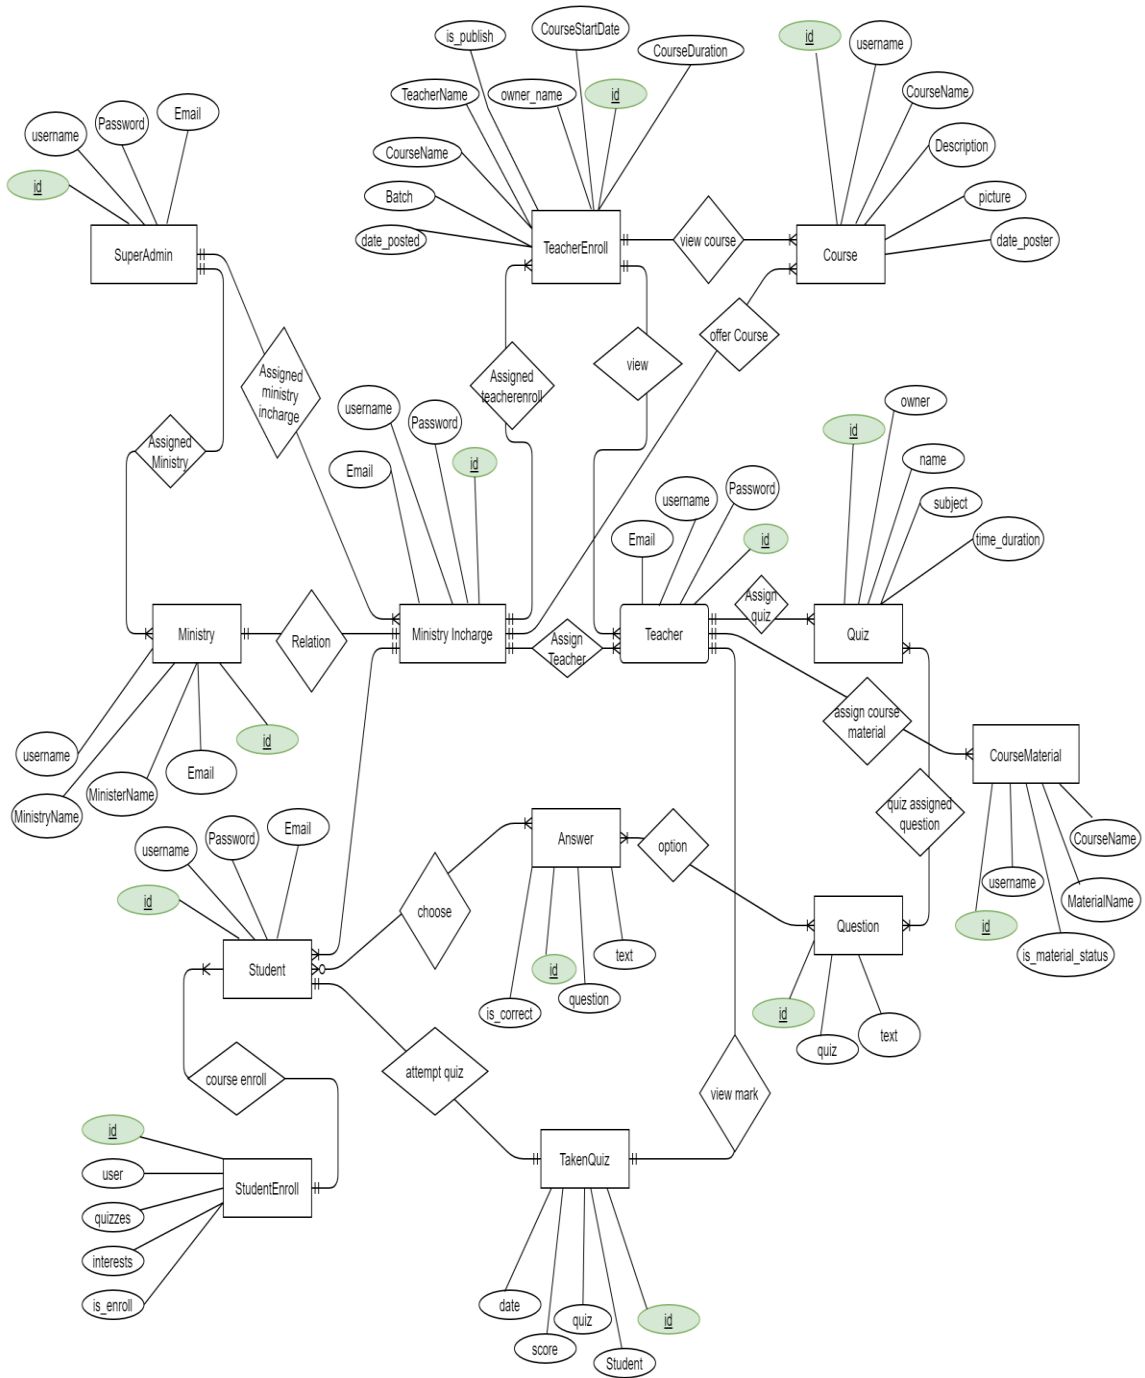 is_publish
CourseStartDate
CourseDuration
TeacherName
owner_name
id
CourseName
Batch
date_posted
TeacherEnroll
id
username
CourseName
Description
picture
date_poster
Course
view course
offer Course
username
Password
Email
id
SuperAdmin
Assigned
ministry
incharge
Assigned
Ministry
Assigned
teacherenroll
view
username
Password
Email
id
Ministry Incharge
Email
username
Password
id
Teacher
owner
id
name
subject
time_duration
Assign
quiz
Quiz
Ministry
Relation
Assign
Teacher
username
MinistryName
MinisterName
Email
id
assign course
material
CourseMaterial
quiz assigned
question
CourseName
MaterialName
username
id
is_material_status
username
Password
Email
id
Student
choose
Answer
option
Question
is_correct
id
question
text
id
quiz
text
course enroll
attempt quiz
view mark
id
user
quizzes
interests
is_enroll
StudentEnroll
TakenQuiz
date
score
quiz
Student
id